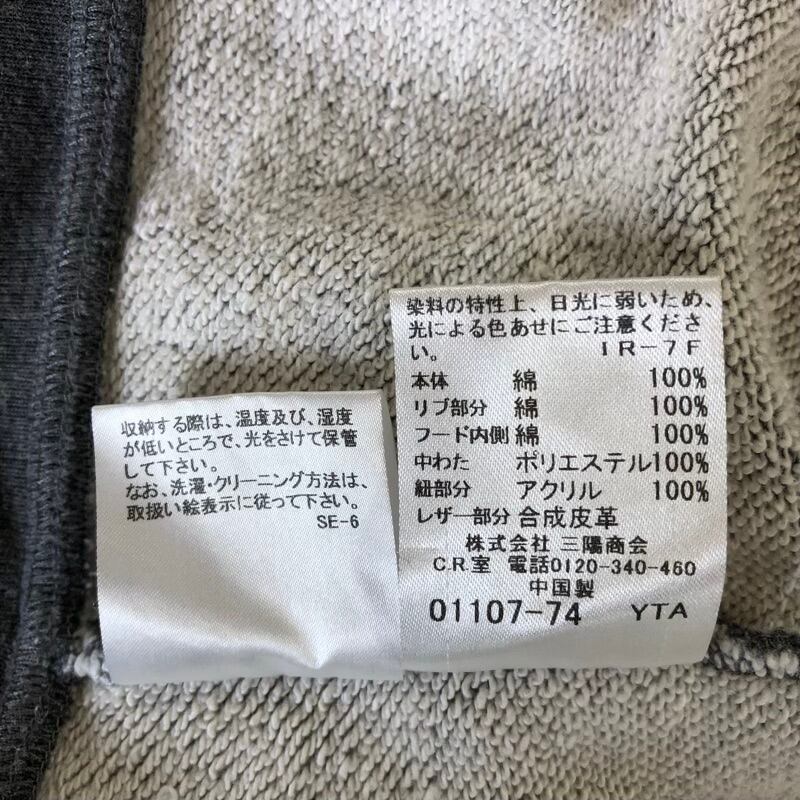 収納する際は、温度及び、湿度
が低いところで、光をさけて保管
して下さい。
なお、洗濯・クリーニング方法は、
取扱い絵表示に従って下さい。
SE-6
染料の特性上、日光に弱いため、
光による色あせにご注意くださ
い。 IR-7F
本体 綿 100%
リブ部分 綿 100%
フード内側 綿 100%
中わた ポリエステル100%
紐部分 アクリル 100%
レザー部分 合成皮革
株式会社 三陽商会
C.R.室 電話0120-340-460
中国製
01107-74 YTA